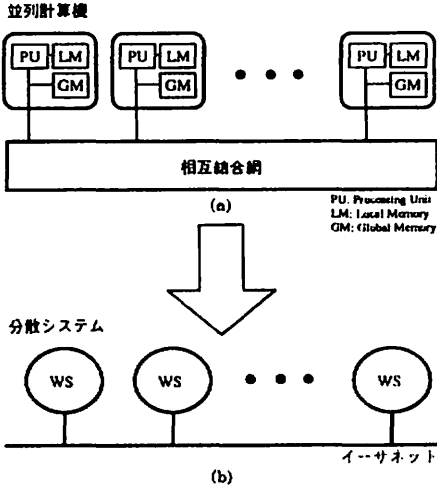 並列計算機
PU LM PU LM PU LM
GM GM GM
相互結合網
(a)
PU: Processing Unit
LM: Local Memory
GM: Global Memory
分散システム
WS WS WS
イーサネット
(b)